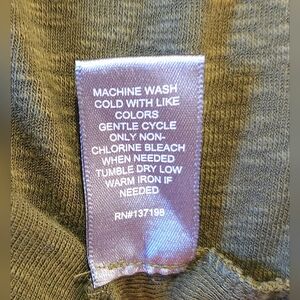 MACHINE WASH
COLD WITH LIKE
COLORS
GENTLE CYCLE
ONLY NON-
CHLORINE BLEACH
WHEN NEEDED
TUMBLE DRY LOW
WARM IRON IF
NEEDED
RN#137198